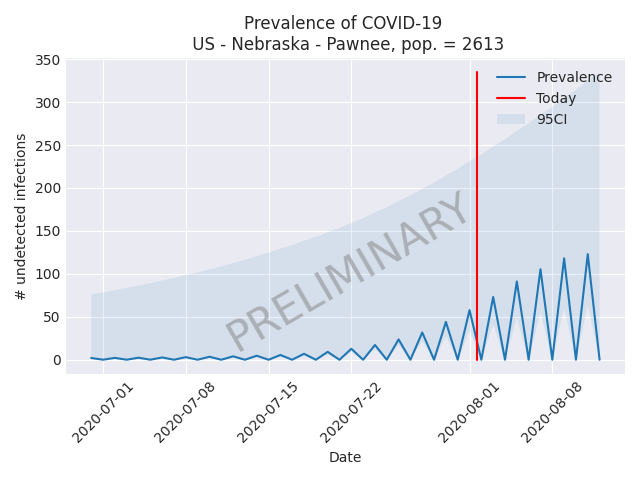 Prevalence of COVID-19
US - Nebraska - Pawnee, pop. = 2613
350
300
250
200
150
100
50
0
# undetected infections
Prevalence
Today
95CI
PRELIMINARY
2020-07-01
2020-07-08
2020-07-15
2020-07-22
2020-08-01
2020-08-08
Date